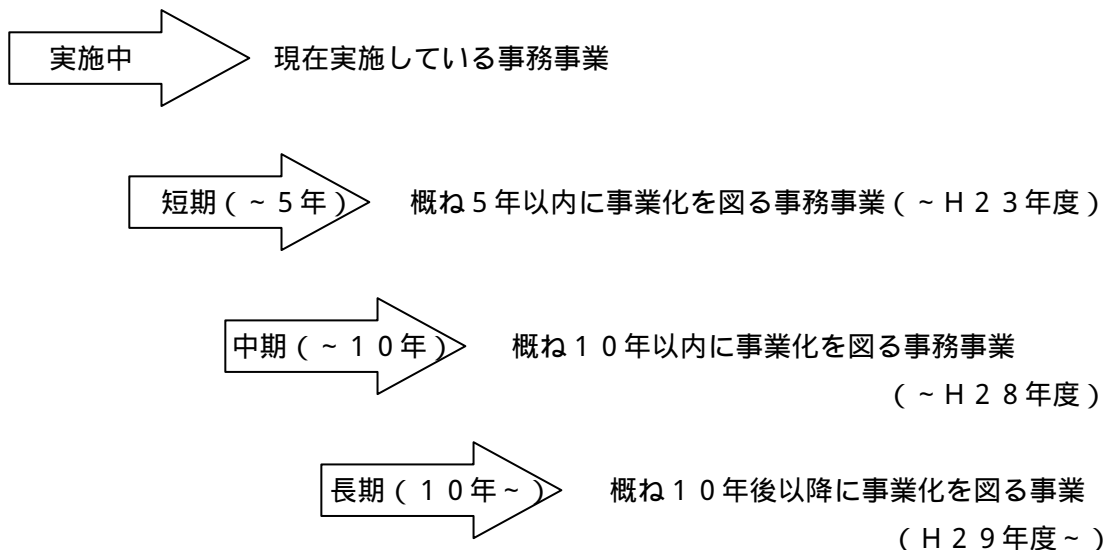 実施中 現在実施している事務事業
短期(~5年) 概ね5年以内に事業化を図る事務事業(~H23年度)
中期(~10年) 概ね10年以内に事業化を図る事務事業
(~H28年度)
長期(10年~) 概ね10年後以降に事業化を図る事業
(H29年度~)